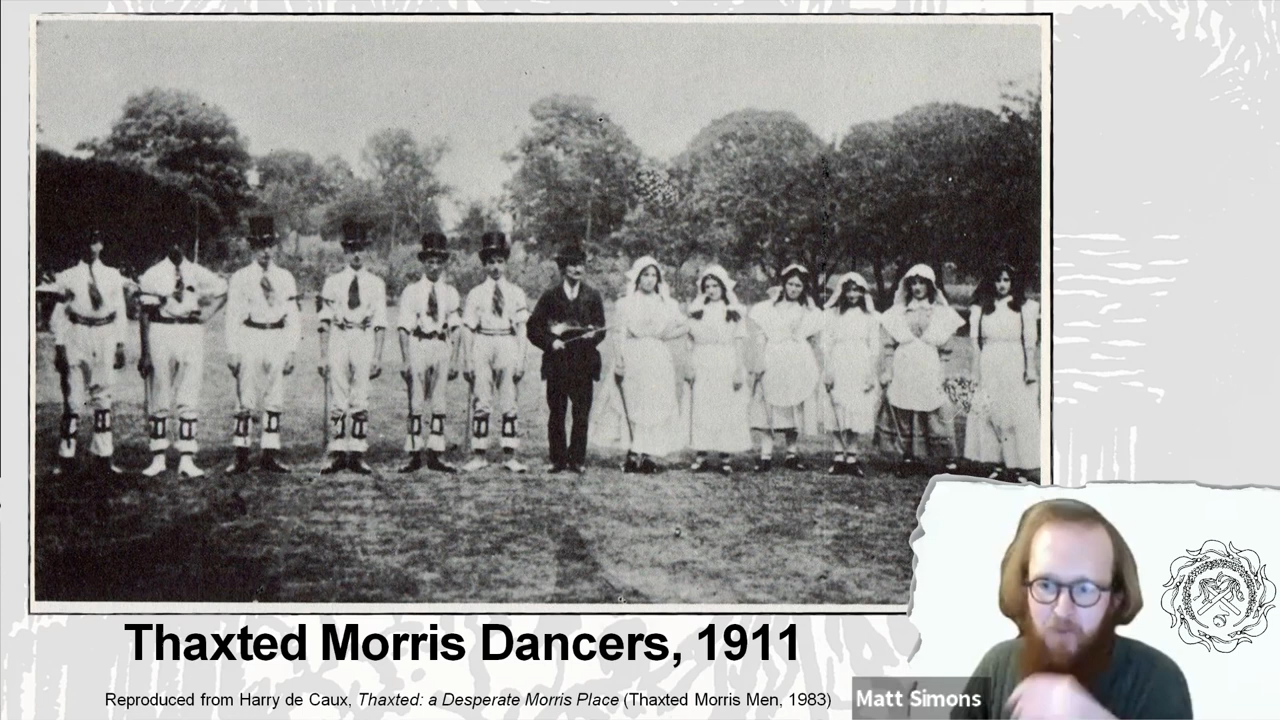 Thaxted Morris Dancers, 1911
Reproduced from Harry de Caux, Thaxted: a Desperate Morris Place (Thaxted Morris Men, 1983)
Matt Simons